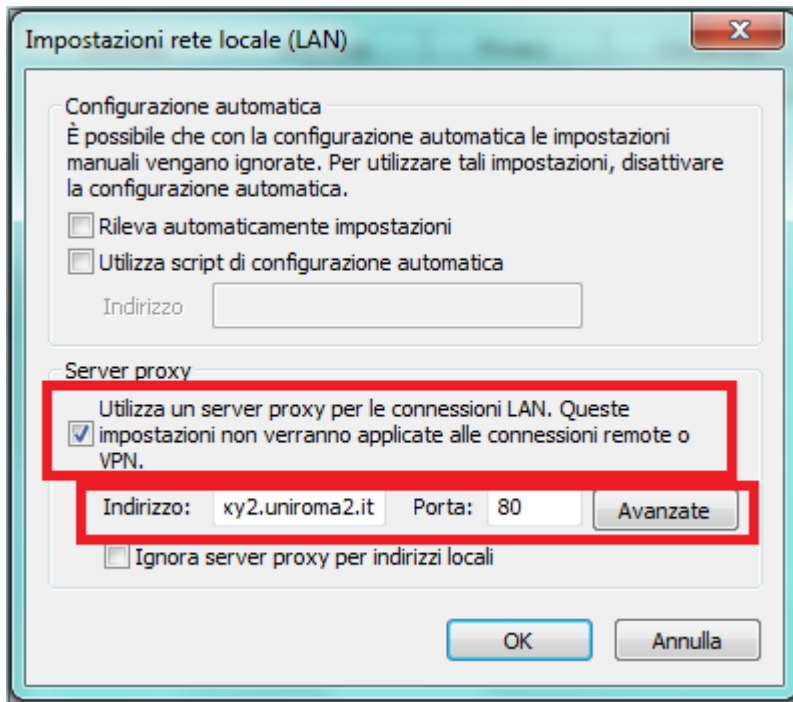 Impostazioni rete locale (LAN)
Configurazione automatica
È possibile che con la configurazione automatica le impostazioni
manuali vengano ignorate. Per utilizzare tali impostazioni, disattivare
la configurazione automatica.
Rileva automaticamente impostazioni
Utilizza script di configurazione automatica
Indirizzo
Server proxy
Utilizza un server proxy per le connessioni LAN. Queste
impostazioni non verranno applicate alle connessioni remote o
VPN.
Indirizzo: xy2.uniroma2.it Porta: 80 Avanzate
Ignora server proxy per indirizzi locali
OK Annulla